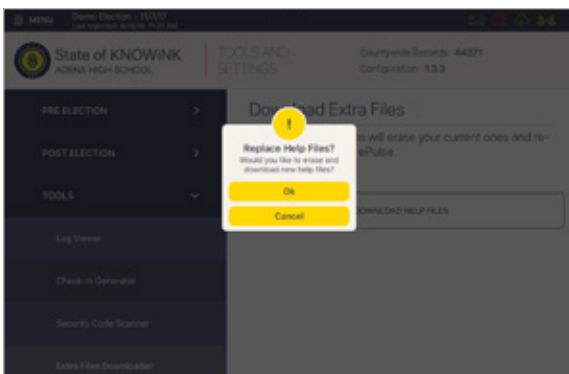 MENU Demo Election - 11/7/17
State of KNOWiNK
ADENA HIGH SCHOOL
TOOLS AND
SETTINGS
Countywide Records: 44371
Configuration: 1.3.3
PRE ELECTION
POST ELECTION
TOOLS
Log Viewer
Check-in Generator
Security Code Scanner
Extra Files Downloader
Download Extra Files
will erase your current ones and re-
ePulse.
DOWNLOAD HELP FILES
!
Replace Help Files?
Would you like to erase and
download new help files?
Ok
Cancel